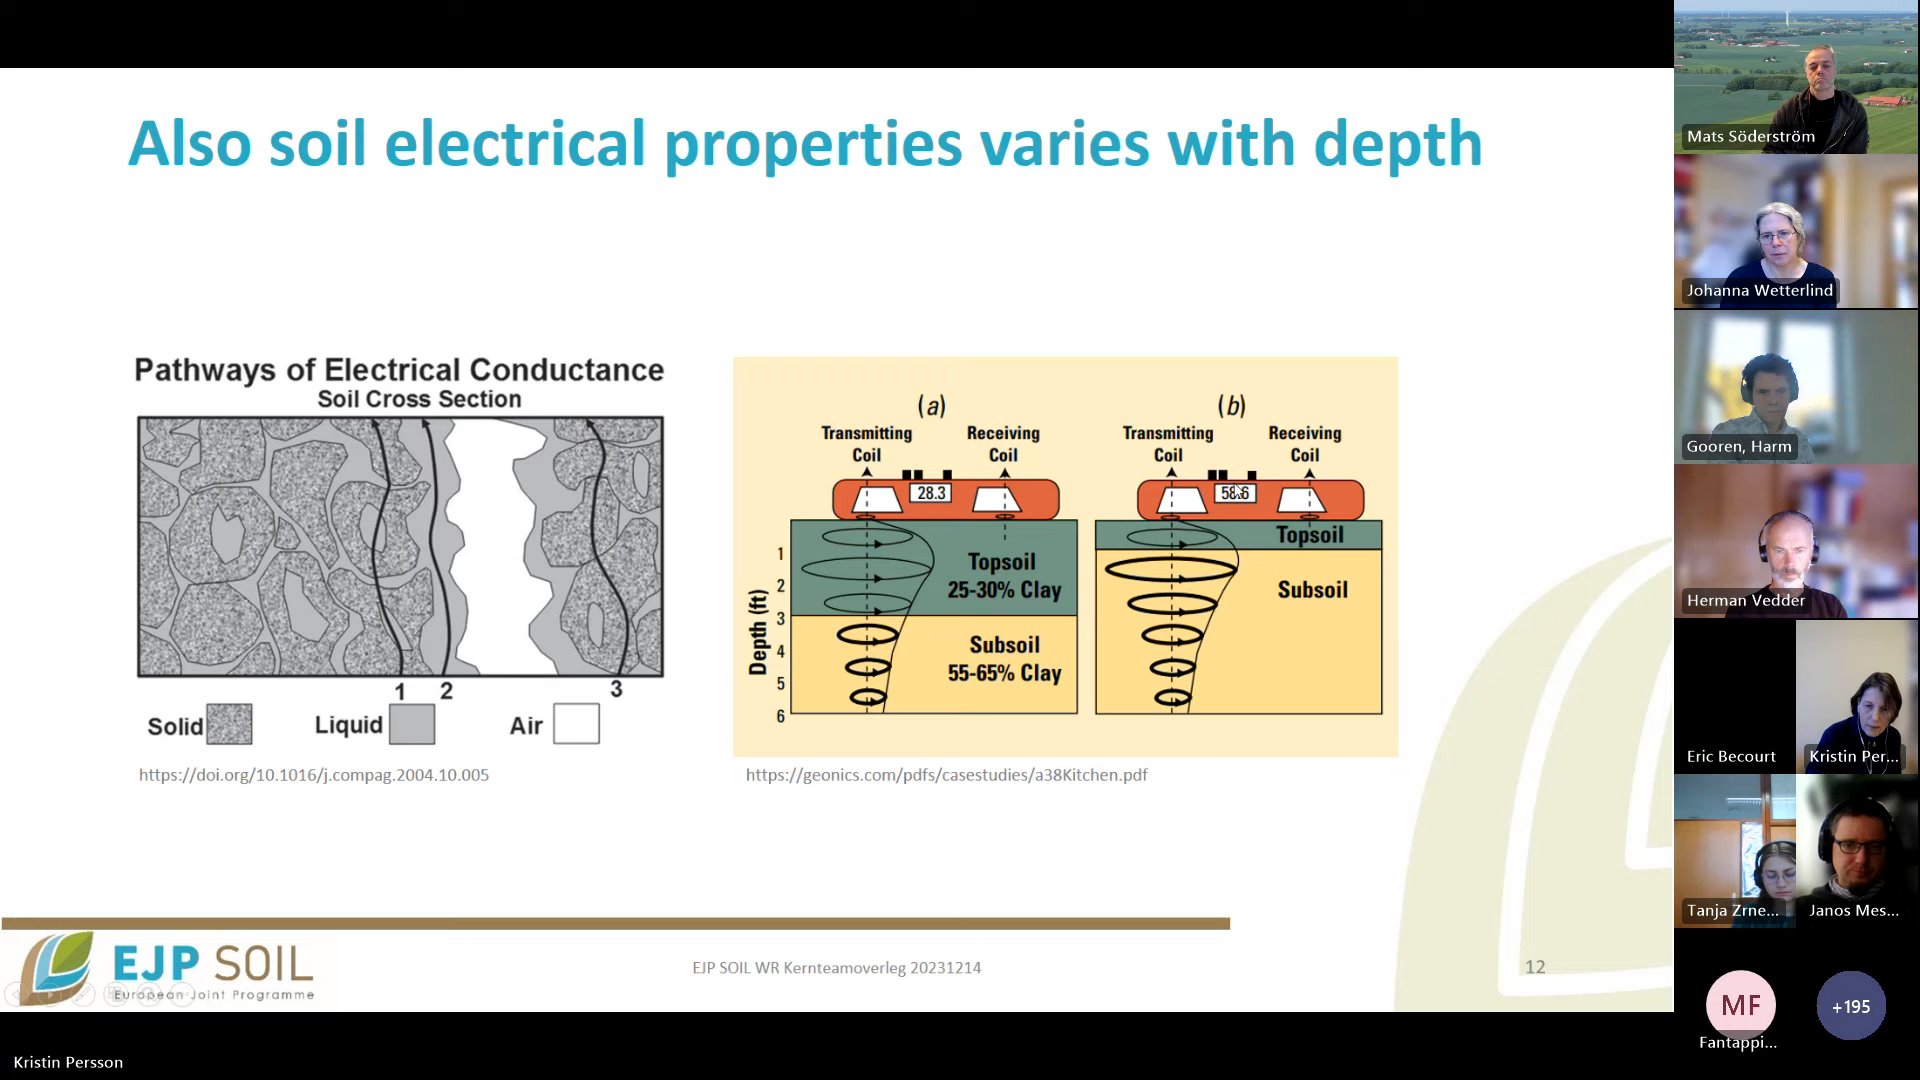 Also soil electrical properties varies with depth
Pathways of Electrical Conductance
Soil Cross Section
1 2 3
Solid Liquid Air
https://doi.org/10.1016/j.compag.2004.10.005
(a)
Transmitting Coil
Receiving Coil
28.3
Topsoil
25-30% Clay
Subsoil
55-65% Clay
Depth (ft)
1
2
3
4
5
6
(b)
Transmitting Coil
Receiving Coil
58.6
Topsoil
Subsoil
https://geonics.com/pdfs/casestudies/a38Kitchen.pdf
EJP SOIL
European Joint Programme
EJP SOIL WR Kernteamoverleg 20231214
12
Kristin Persson
Mats Söderström
Johanna Wetterlind
Gooren, Harm
Herman Vedder
Eric Becourt
Kristin Per...
Tanja Zrne...
Janos Mes...
MF
Fantappi...
+195